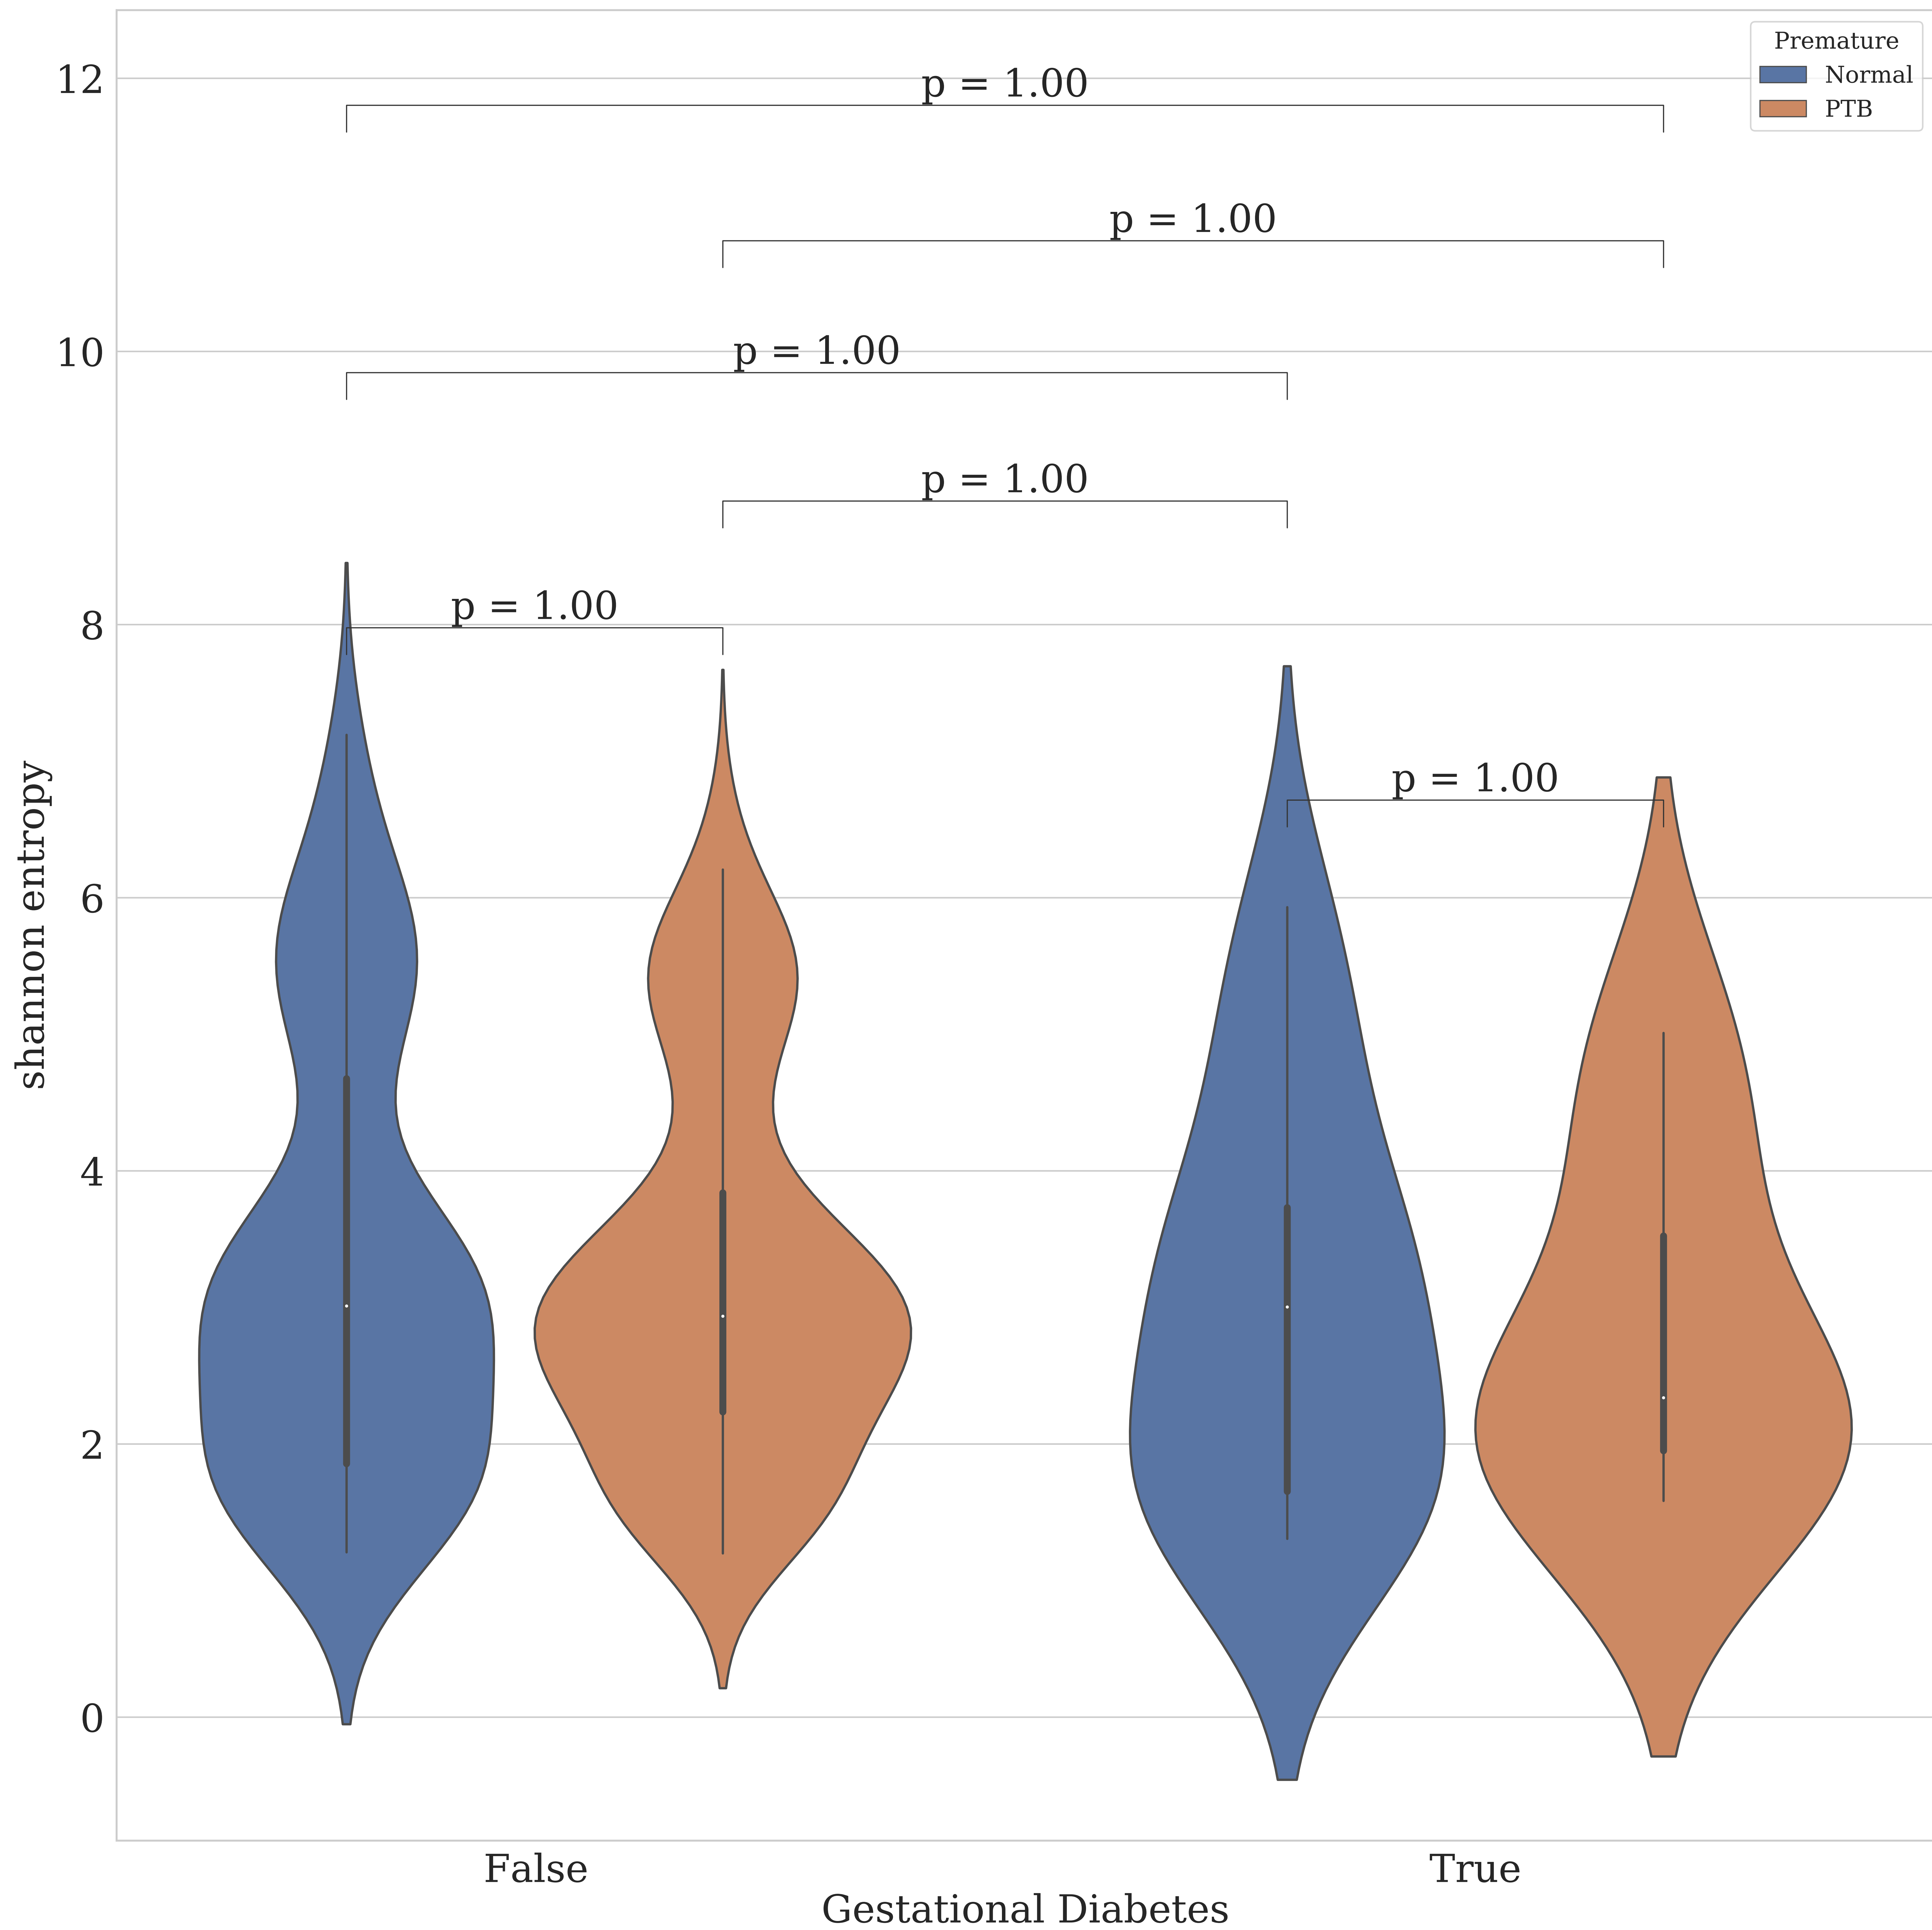 Premature
Normal
PTB
12
p = 1.00
p = 1.00
10
p = 1.00
p = 1.00
8
p = 1.00
p = 1.00
6
4
2
0
shannon entropy
False
True
Gestational Diabetes